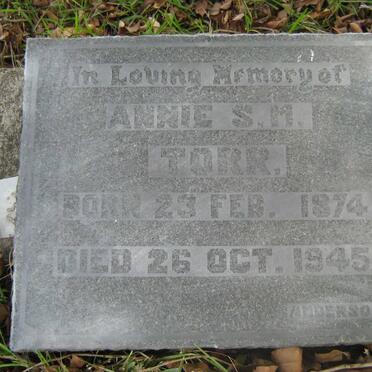 In Loving Memory of
ANNIE S.M.
TORR.
BORN 23 FEB. 1874.
DIED 26 OCT. 1945